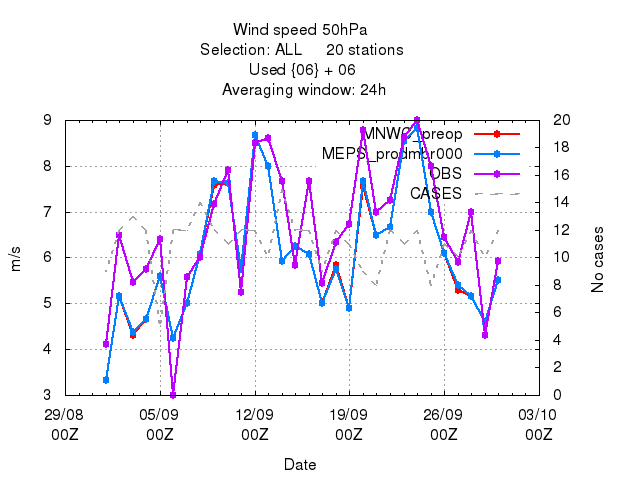 Wind speed 50hPa
Selection: ALL 20 stations
Used {06} + 06
Averaging window: 24h
9 20
18
8 16
14
7 12
6 10
8
5 6
4 4
2
3 0
m/s
No cases
MNWC_preop
MEPS_prodmbr000
OBS
CASES
29/08 05/09 12/09 19/09 26/09 03/10
00Z 00Z 00Z 00Z 00Z 00Z
Date